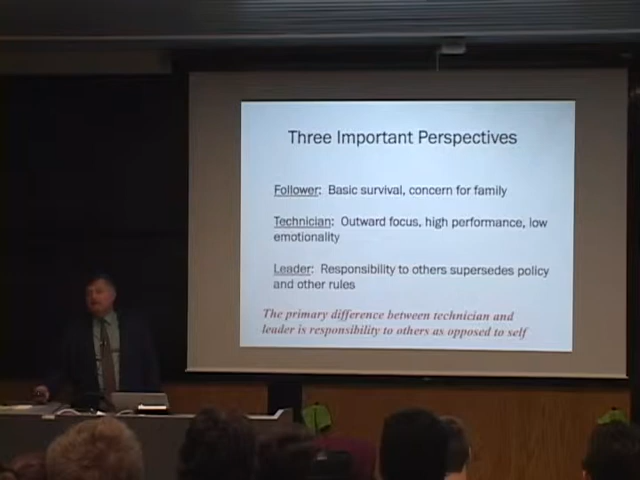 Three Important Perspectives
Follower: Basic survival, concern for family
Technician: Outward focus, high performance, low
emotionality
Leader: Responsibility to others supersedes policy
and other rules
The primary difference between technician and
leader is responsibility to others as opposed to self